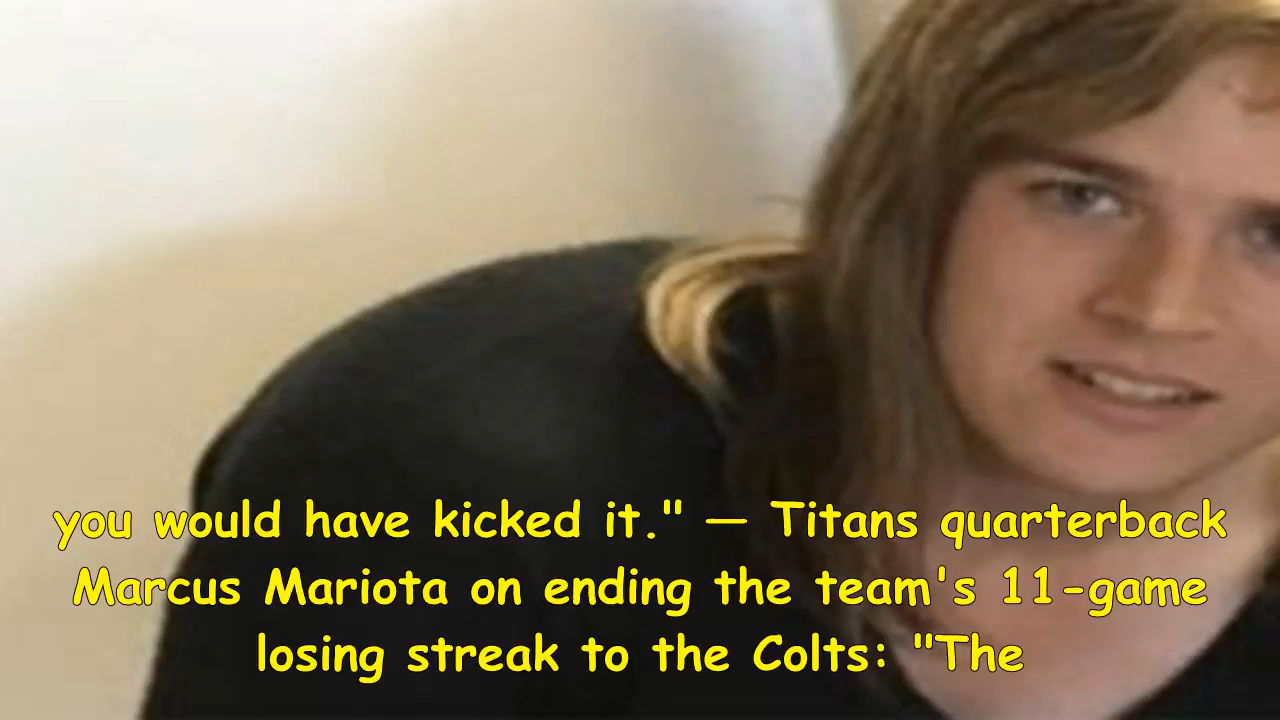 you would have kicked it." — Titans quarterback
Marcus Mariota on ending the team's 11-game
losing streak to the Colts: "The